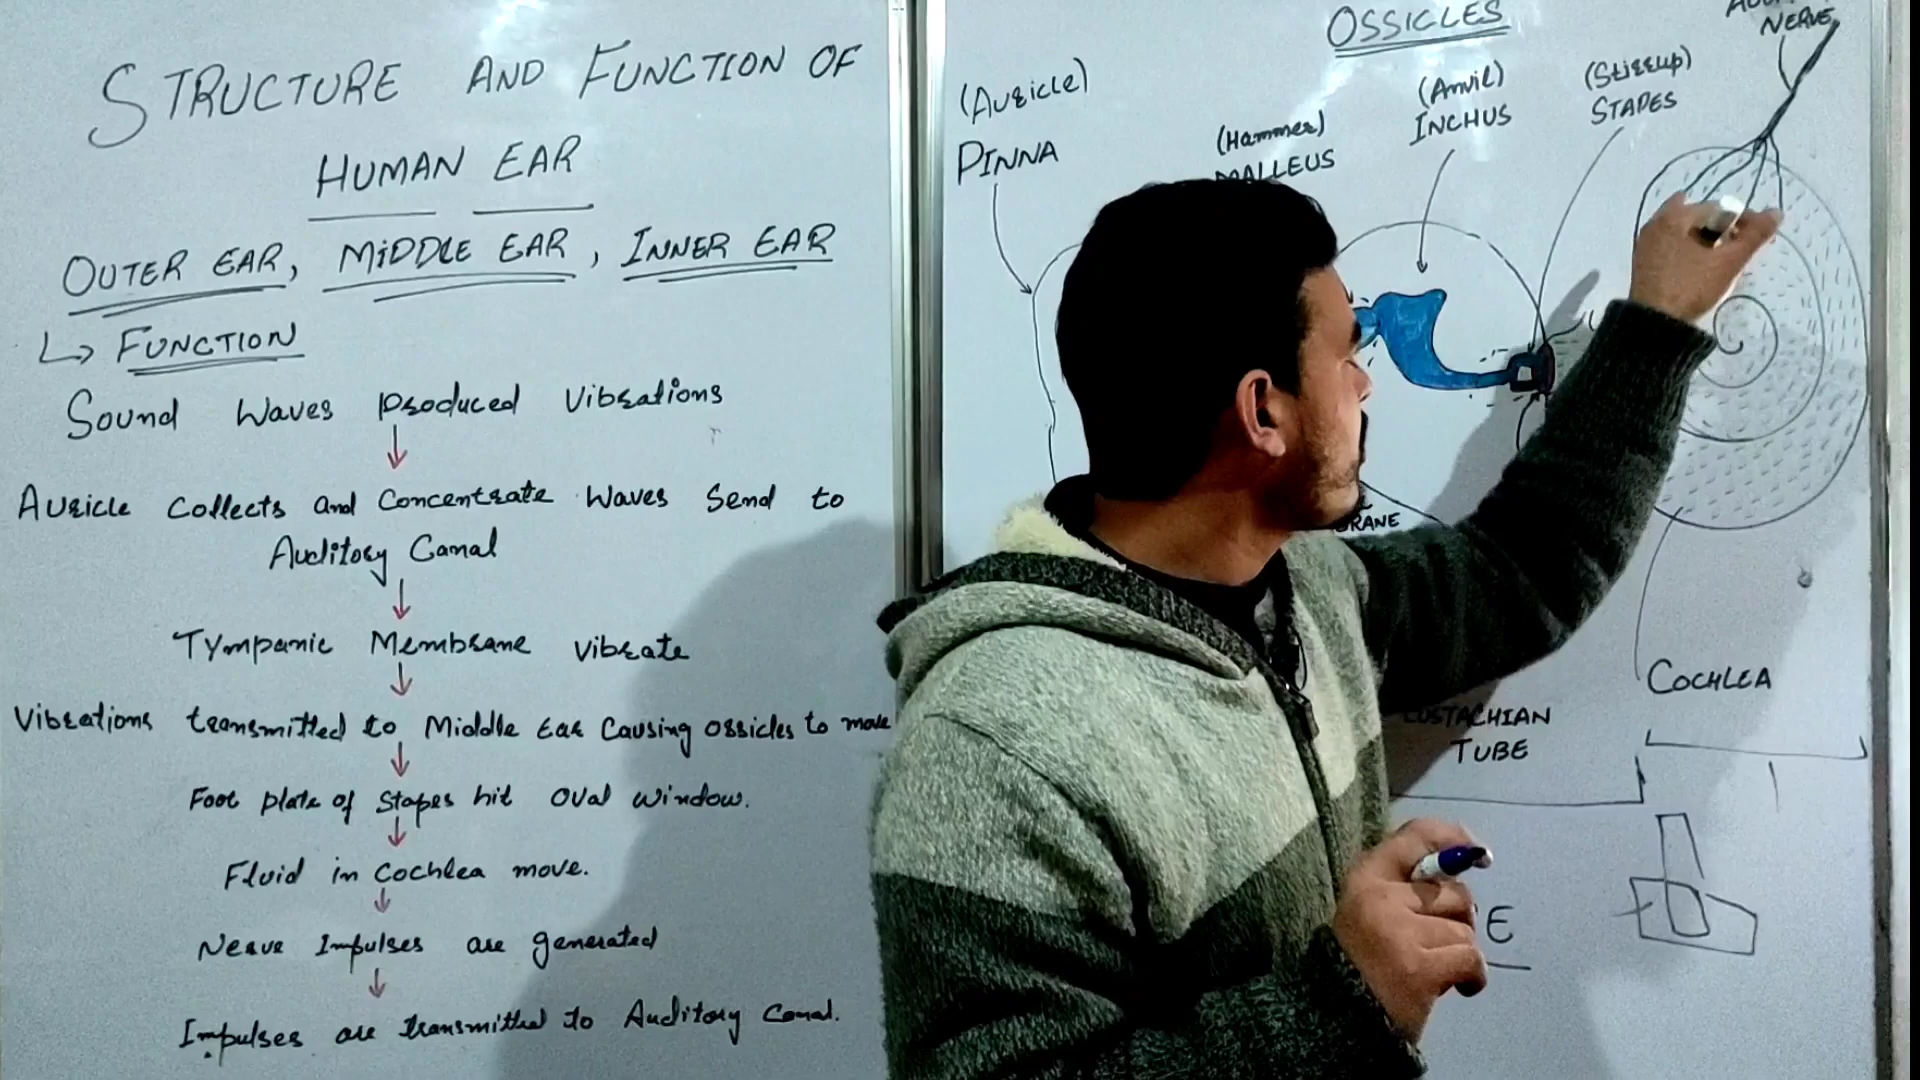 STRUCTURE AND FUNCTION OF
HUMAN EAR
OUTER EAR, MIDDLE EAR, INNER EAR
↳ FUNCTION
Sound Waves Produced Vibrations
↓
Auricle Collects and Concentrate Waves Send to
Auditory Canal
↓
Tympanic Membrane vibrate
↓
Vibrations transmitted to Middle Ear Causing ossicles to move
↓
Foot plate of stapes hit oval window.
↓
Fluid in Cochlea move.
↓
Nerve Impulses are generated
↓
Impulses are transmitted to Auditory Canal.
OSSICLES
NERVE
(Auricle)
PINNA
(Hammer)
MALLEUS
(Anvil)
INCHUS
(Stirrup)
STAPES
COCHLEA
TUBE